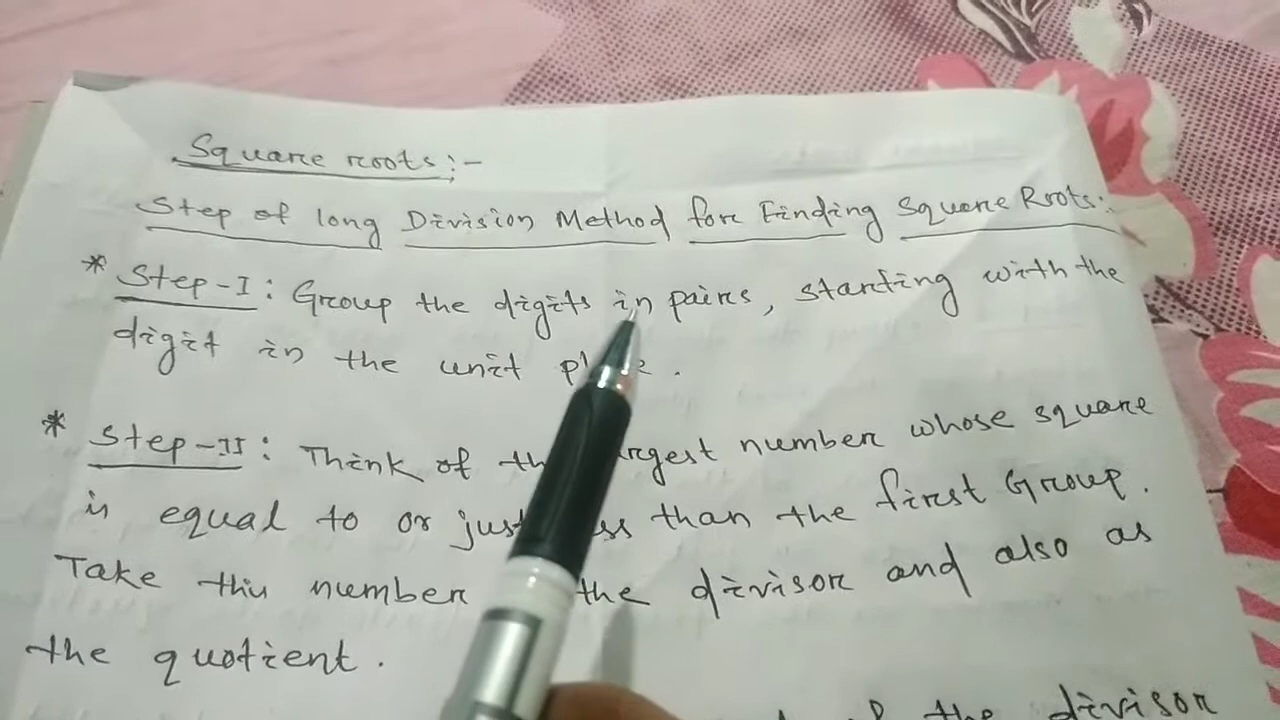 Square roots:-
Step of long Division Method for Finding Square Roots:
* Step-I: Group the digits in pairs, starting with the
digit in the unit .
* Step-II: Think of number whose square
is equal to or than the first Group.
Take this number the divisor and also as
the quotient.
the divisor